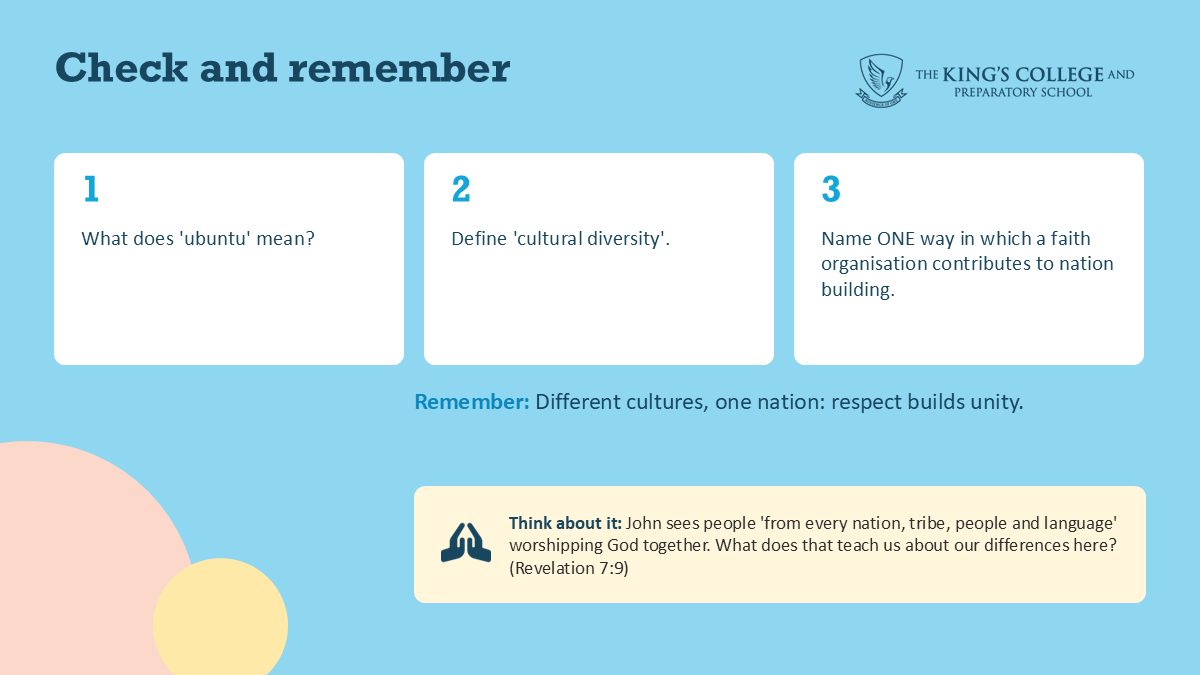 Check and remember
THE KING'S COLLEGE AND
PREPARATORY SCHOOL
1
What does 'ubuntu' mean?
2
Define 'cultural diversity'.
3
Name ONE way in which a faith
organisation contributes to nation
building.
Remember: Different cultures, one nation: respect builds unity.
Think about it: John sees people 'from every nation, tribe, people and language'
worshipping God together. What does that teach us about our differences here?
(Revelation 7:9)